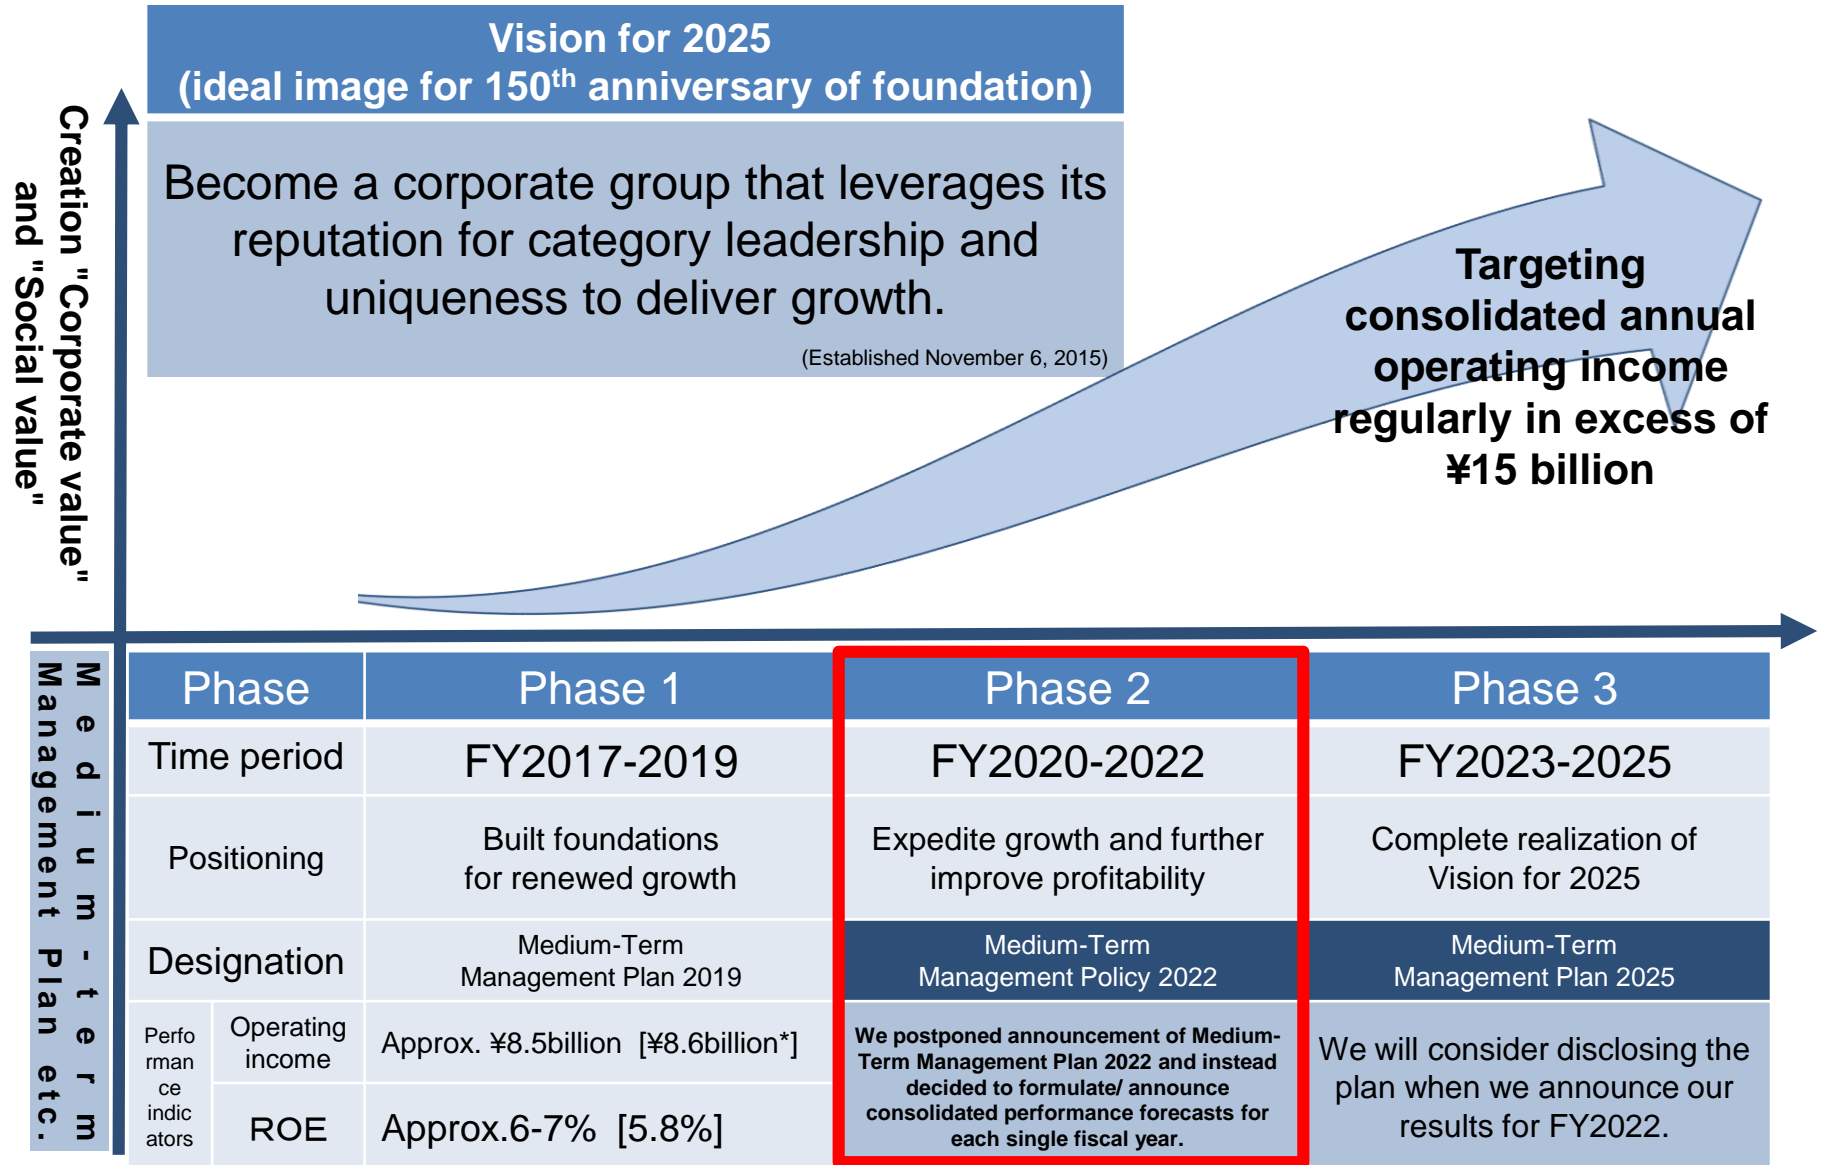 Vision for 2025
(ideal image for 150th anniversary of foundation)
Become a corporate group that leverages its
reputation for category leadership and
uniqueness to deliver growth.
(Established November 6, 2015)
Creation "Corporate value"
and "Social value"
Targeting
consolidated annual
operating income
regularly in excess of
¥15 billion
Medium-term
Management Plan etc.
Phase
Phase 1
Phase 2
Phase 3
Time period
FY2017-2019
FY2020-2022
FY2023-2025
Positioning
Built foundations
for renewed growth
Expedite growth and further
improve profitability
Complete realization of
Vision for 2025
Designation
Medium-Term
Management Plan 2019
Medium-Term
Management Policy 2022
Medium-Term
Management Plan 2025
Perfo
rman
ce
indic
ators
Operating
income
Approx. ¥8.5billion [¥8.6billion*]
ROE
Approx.6-7% [5.8%]
We postponed announcement of Medium-
Term Management Plan 2022 and instead
decided to formulate/ announce
consolidated performance forecasts for
each single fiscal year.
We will consider disclosing the
plan when we announce our
results for FY2022.